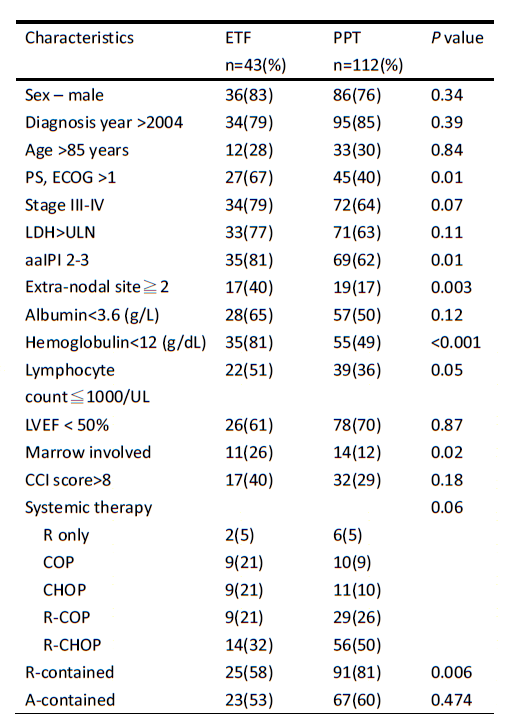 Characteristics ETF PPT P value
n=43(%) n=112(%)
Sex – male 36(83) 86(76) 0.34
Diagnosis year >2004 34(79) 95(85) 0.39
Age >85 years 12(28) 33(30) 0.84
PS, ECOG >1 27(67) 45(40) 0.01
Stage III-IV 34(79) 72(64) 0.07
LDH>ULN 33(77) 71(63) 0.11
aaIPI 2-3 35(81) 69(62) 0.01
Extra-nodal site≧2 17(40) 19(17) 0.003
Albumin<3.6 (g/L) 28(65) 57(50) 0.12
Hemoglobulin<12 (g/dL) 35(81) 55(49) <0.001
Lymphocyte 22(51) 39(36) 0.05
count≦1000/UL
LVEF < 50% 26(61) 78(70) 0.87
Marrow involved 11(26) 14(12) 0.02
CCI score>8 17(40) 32(29) 0.18
Systemic therapy 0.06
R only 2(5) 6(5)
COP 9(21) 10(9)
CHOP 9(21) 11(10)
R-COP 9(21) 29(26)
R-CHOP 14(32) 56(50)
R-contained 25(58) 91(81) 0.006
A-contained 23(53) 67(60) 0.474